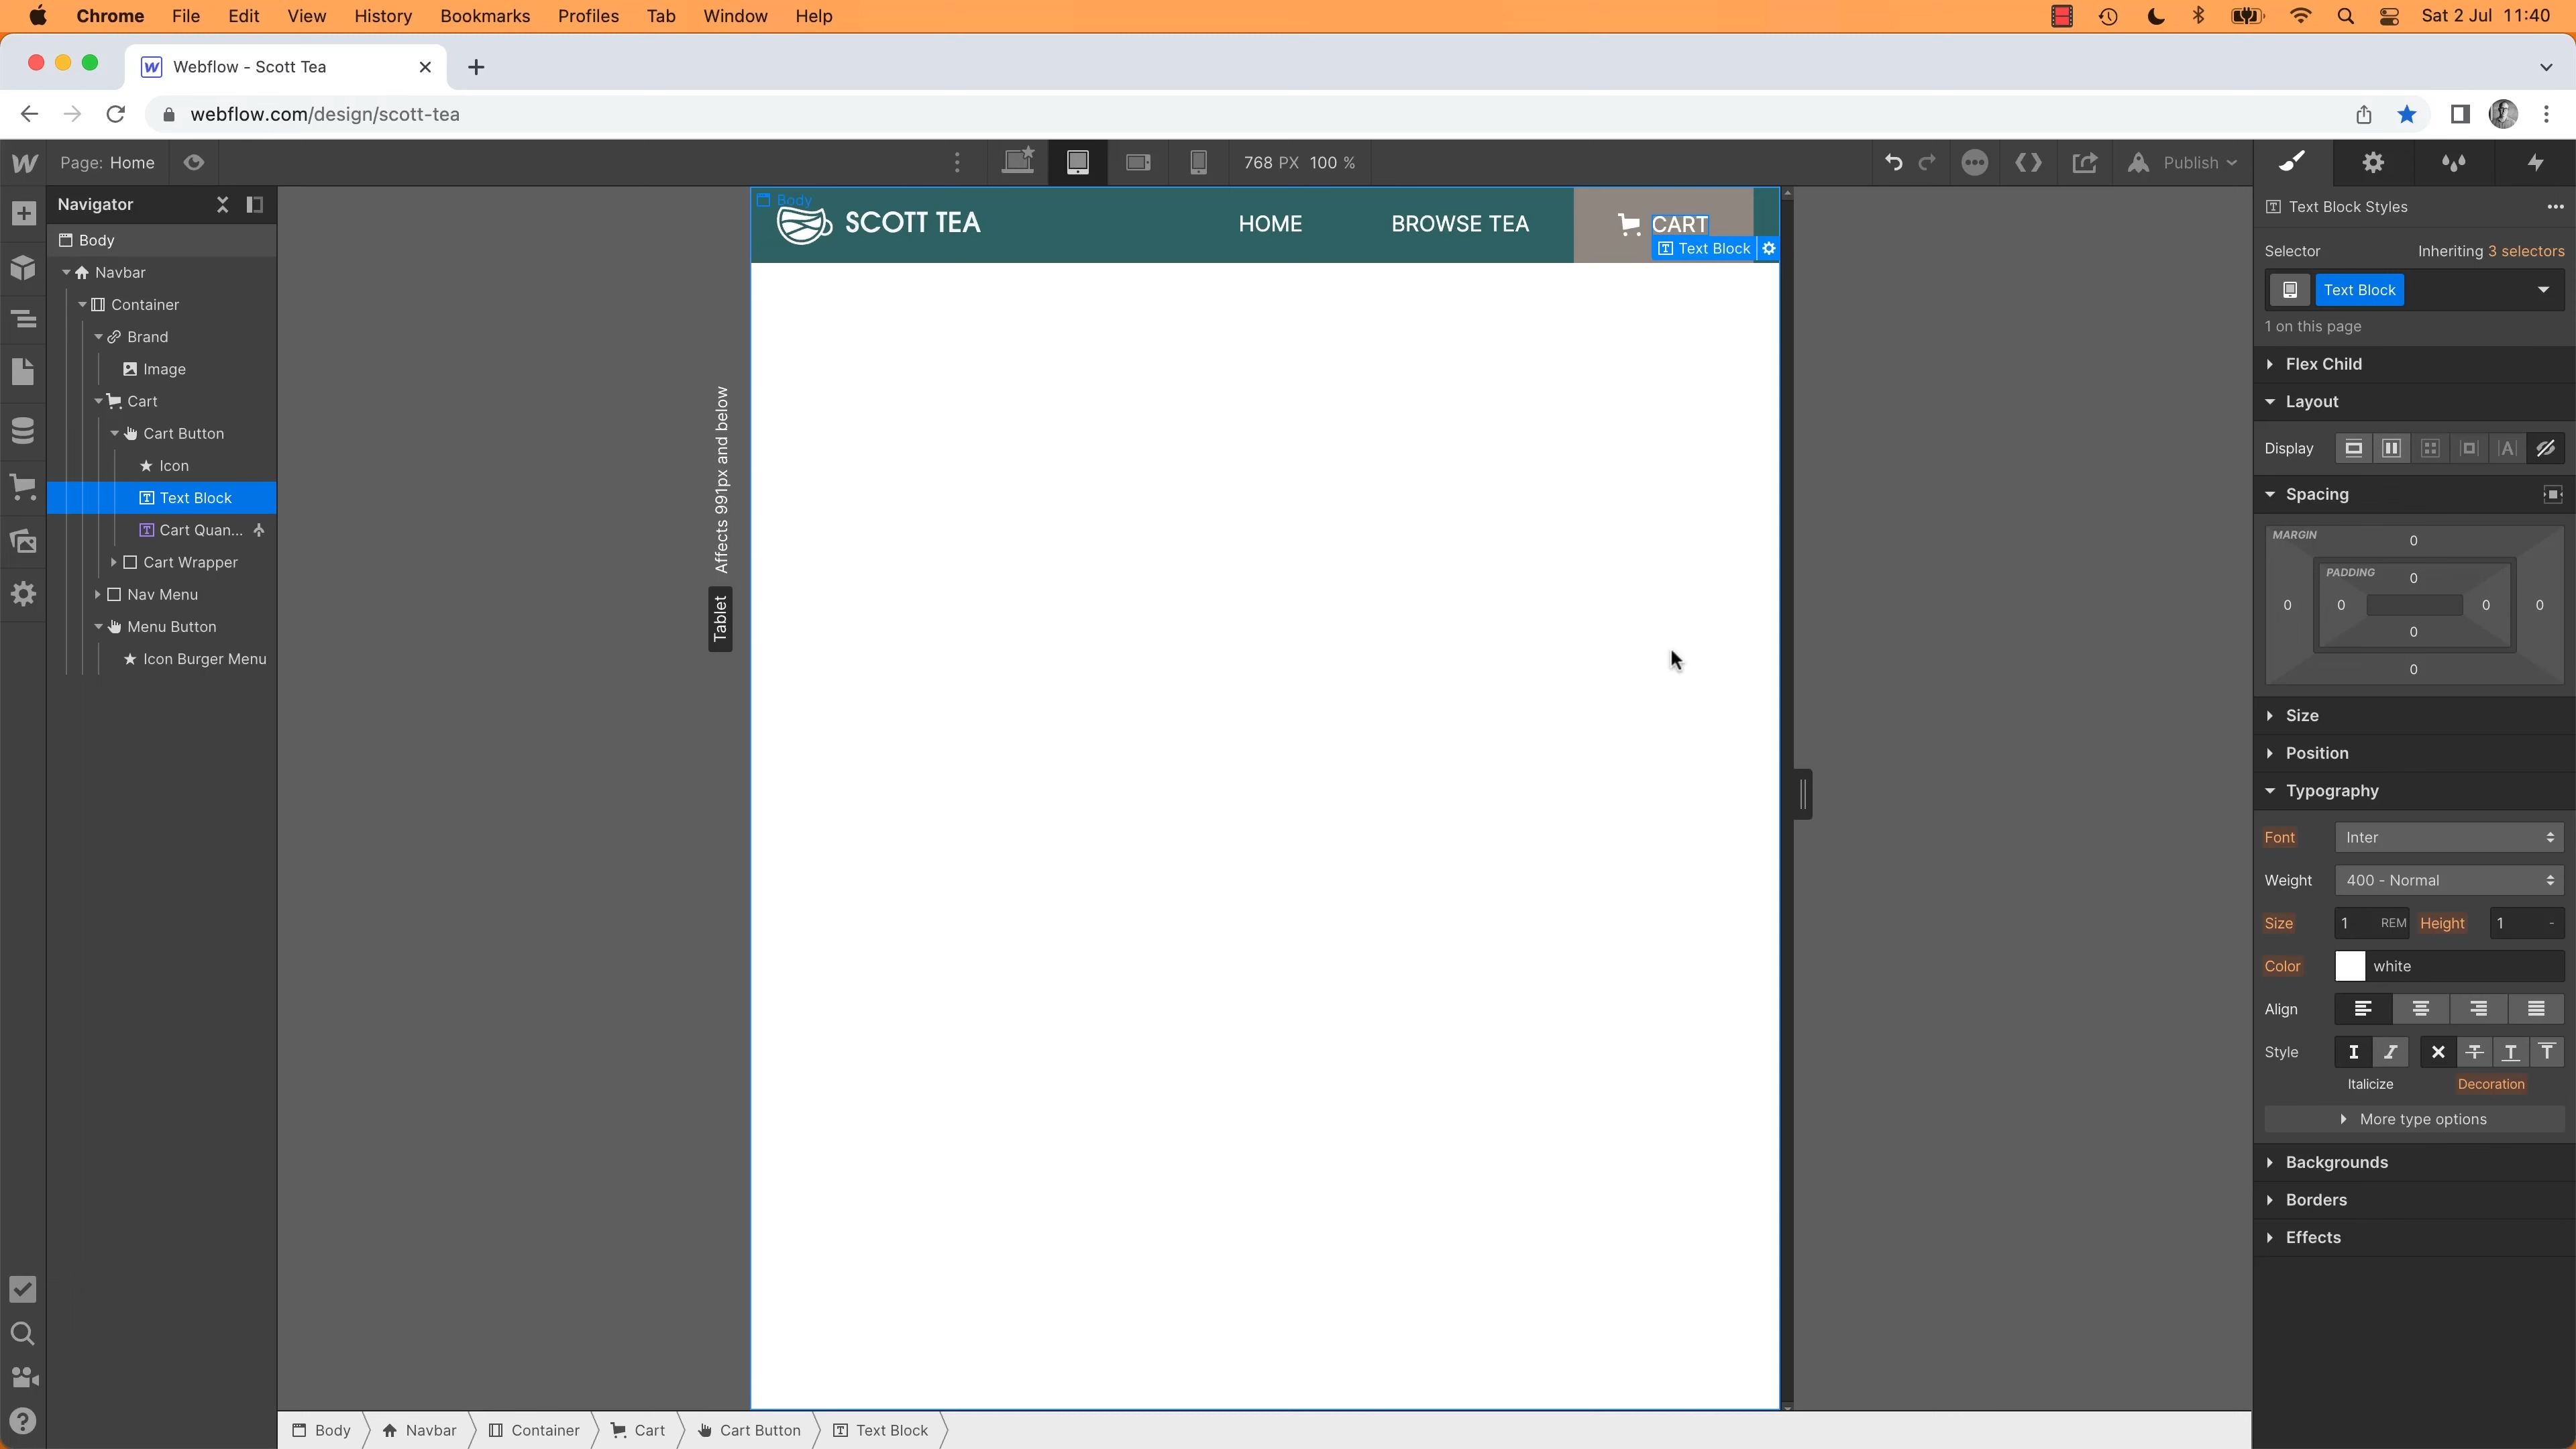 Chrome File Edit View History Bookmarks Profiles Tab Window Help Sat 2 Jul 11:40
Webflow - Scott Tea
webflow.com/design/scott-tea
Page: Home 768 PX 100 % Publish
Navigator
Body
Navbar
Container
Brand
Image
Cart
Cart Button
Icon
Text Block
Cart Quan...
Cart Wrapper
Nav Menu
Menu Button
Icon Burger Menu
Affects 991px and below
Tablet
Body
SCOTT TEA HOME BROWSE TEA CART
Text Block
Text Block Styles
Selector Inheriting 3 selectors
Text Block
1 on this page
Flex Child
Layout
Display
Spacing
MARGIN
0
PADDING
0
0 0 0 0
0
0
Size
Position
Typography
Font Inter
Weight 400 - Normal
Size 1 REM Height 1 -
Color white
Align
Style
Italicize Decoration
More type options
Backgrounds
Borders
Effects
Body Navbar Container Cart Cart Button Text Block